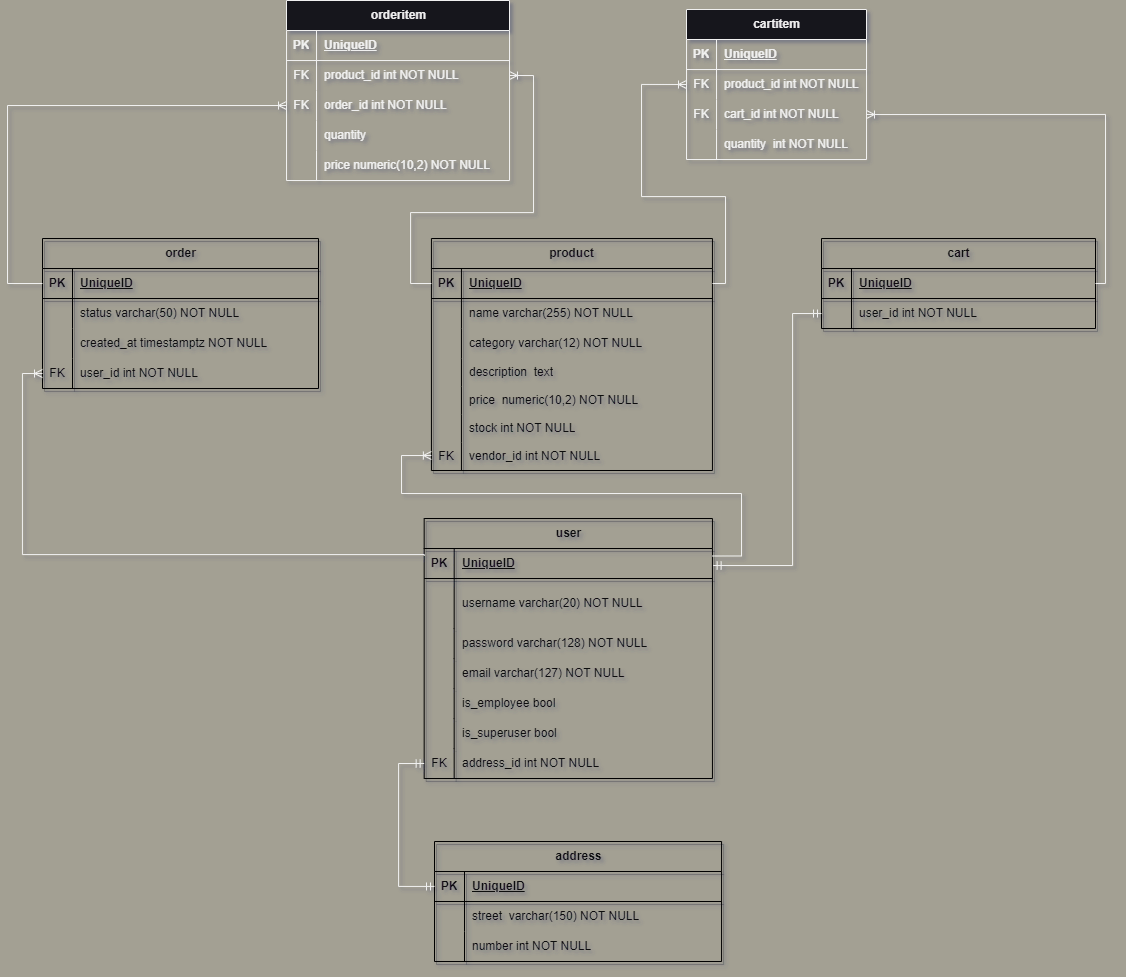 orderitem
PK UniqueID
FK product_id int NOT NULL
FK order_id int NOT NULL
quantity
price numeric(10,2) NOT NULL
cartitem
PK UniqueID
FK product_id int NOT NULL
FK cart_id int NOT NULL
quantity int NOT NULL
order
PK UniqueID
status varchar(50) NOT NULL
created_at timestamptz NOT NULL
FK user_id int NOT NULL
product
PK UniqueID
name varchar(255) NOT NULL
category varchar(12) NOT NULL
description text
price numeric(10,2) NOT NULL
stock int NOT NULL
FK vendor_id int NOT NULL
cart
PK UniqueID
user_id int NOT NULL
user
PK UniqueID
username varchar(20) NOT NULL
password varchar(128) NOT NULL
email varchar(127) NOT NULL
is_employee bool
is_superuser bool
FK address_id int NOT NULL
address
PK UniqueID
street varchar(150) NOT NULL
number int NOT NULL